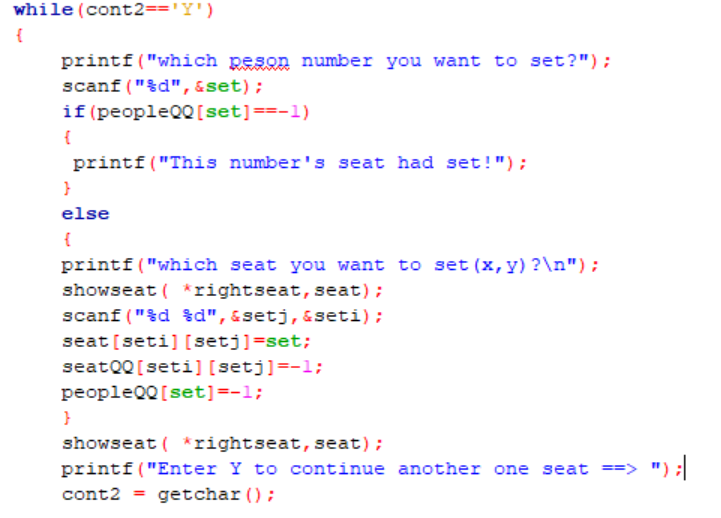 while(cont2=='Y')
{
printf("which peson number you want to set?");
scanf("%d",&set);
if(peopleQQ[set]==-1)
{
printf("This number's seat had set!");
}
else
{
printf("which seat you want to set(x,y)?\n");
showseat( *rightseat,seat);
scanf("%d %d",&setj,&seti);
seat[seti][setj]=set;
seatQQ[seti][setj]=-1;
peopleQQ[set]=-1;
}
showseat( *rightseat,seat);
printf("Enter Y to continue another one seat ==> ");
cont2 = getchar();